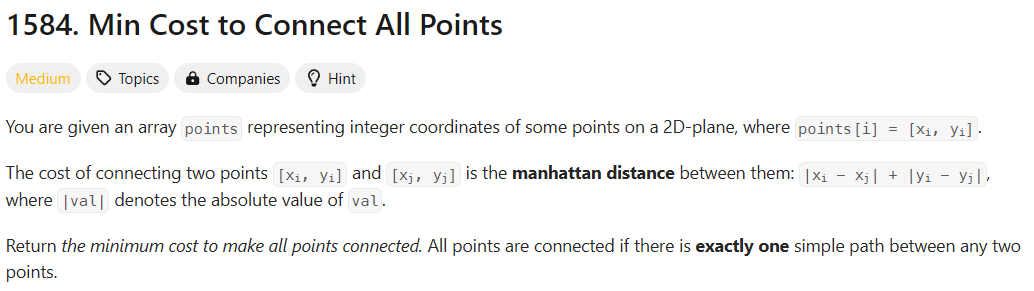 1584. Min Cost to Connect All Points
Medium Topics Companies Hint
You are given an array points representing integer coordinates of some points on a 2D-plane, where points[i] = [xᵢ, yᵢ].
The cost of connecting two points [xᵢ, yᵢ] and [xⱼ, yⱼ] is the manhattan distance between them: |xᵢ - xⱼ| + |yᵢ - yⱼ|,
where |val| denotes the absolute value of val.
Return the minimum cost to make all points connected. All points are connected if there is exactly one simple path between any two
points.